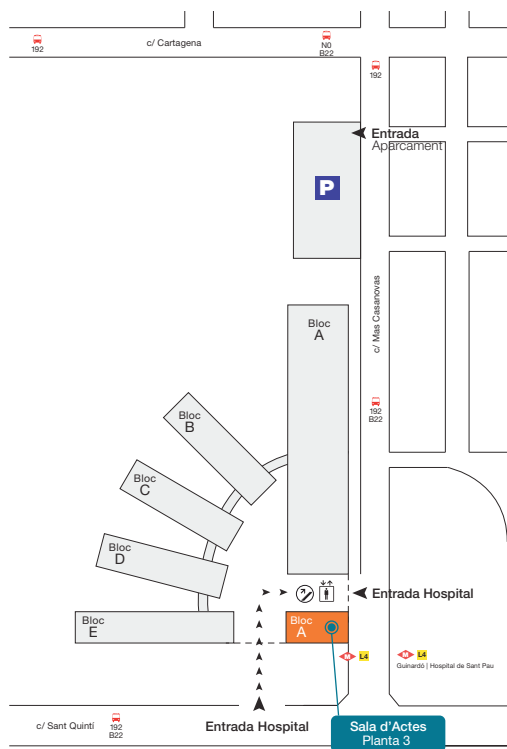 c/ Cartagena
192
N0
B22
192
Entrada
Aparcament
P
Bloc
A
c/ Mas Casanovas
192
B22
Bloc
B
Bloc
C
Bloc
D
Bloc
E
Entrada Hospital
Bloc
A
M L4
M L4
Guinardó | Hospital de Sant Pau
c/ Sant Quintí
192
B22
Entrada Hospital
Sala d'Actes
Planta 3